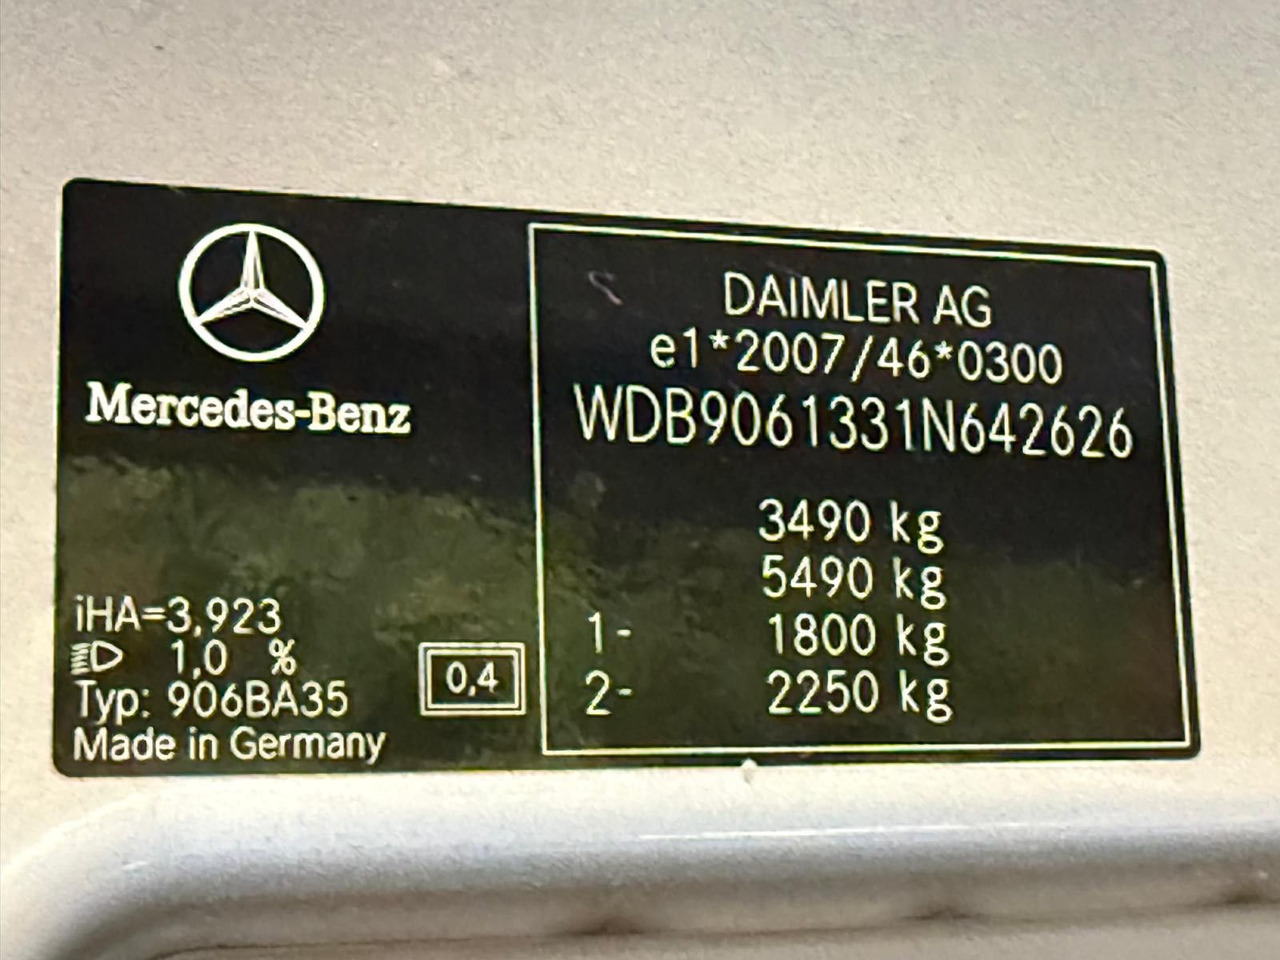 Mercedes-Benz
iHA=3,923
1,0 %
Typ: 906BA35
Made in Germany
0,4
DAIMLER AG
e1*2007/46*0300
WDB9061331N642626
3490 kg
5490 kg
1- 1800 kg
2- 2250 kg